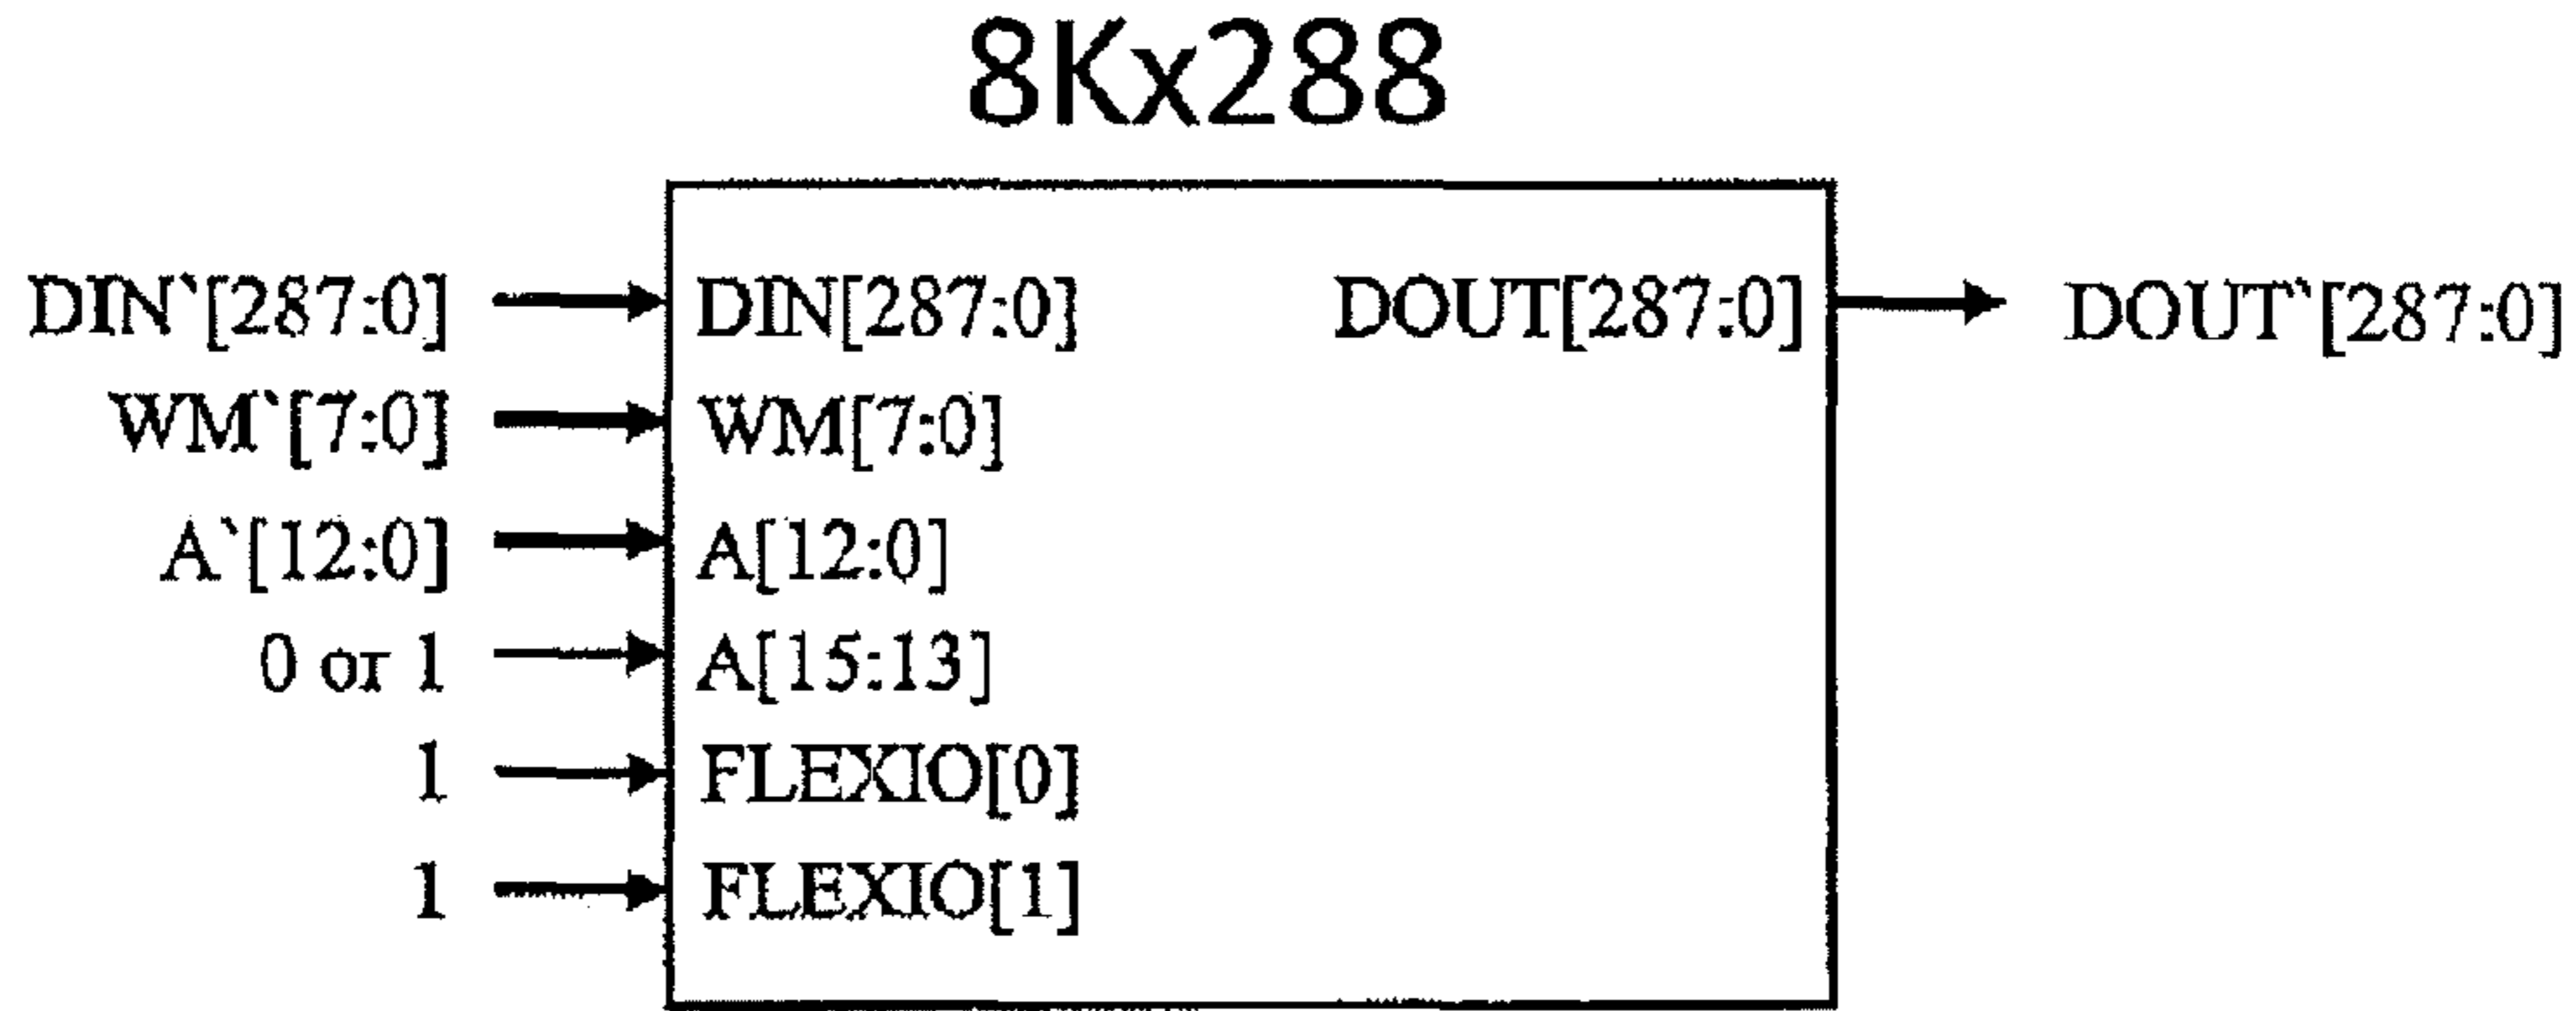 8Kx288
DIN`[287:0] DIN[287:0] DOUT[287:0] DOUT`[287:0]
WM`[7:0] WM[7:0]
A`[12:0] A[12:0]
0 or 1 A[15:13]
1 FLEXIO[0]
1 FLEXIO[1]